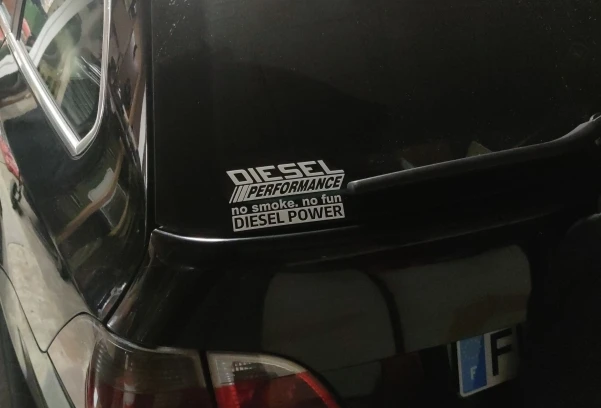 DIESEL
PERFORMANCE
no smoke. no fun
DIESEL POWER
F